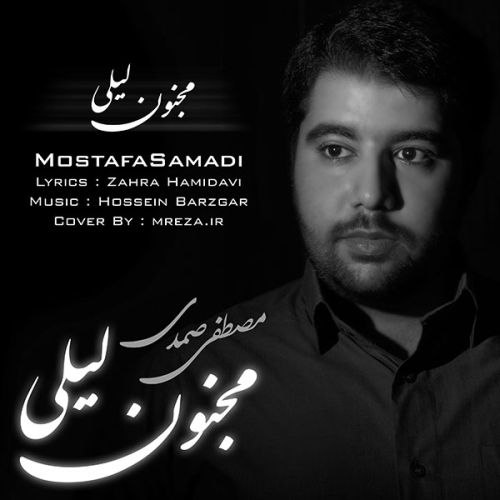 مجنون لیلی
MostafaSamadi
Lyrics : Zahra Hamidavi
Music : Hossein Barzgar
Cover By : mreza.ir
مصطفی صمدی
مجنون لیلی